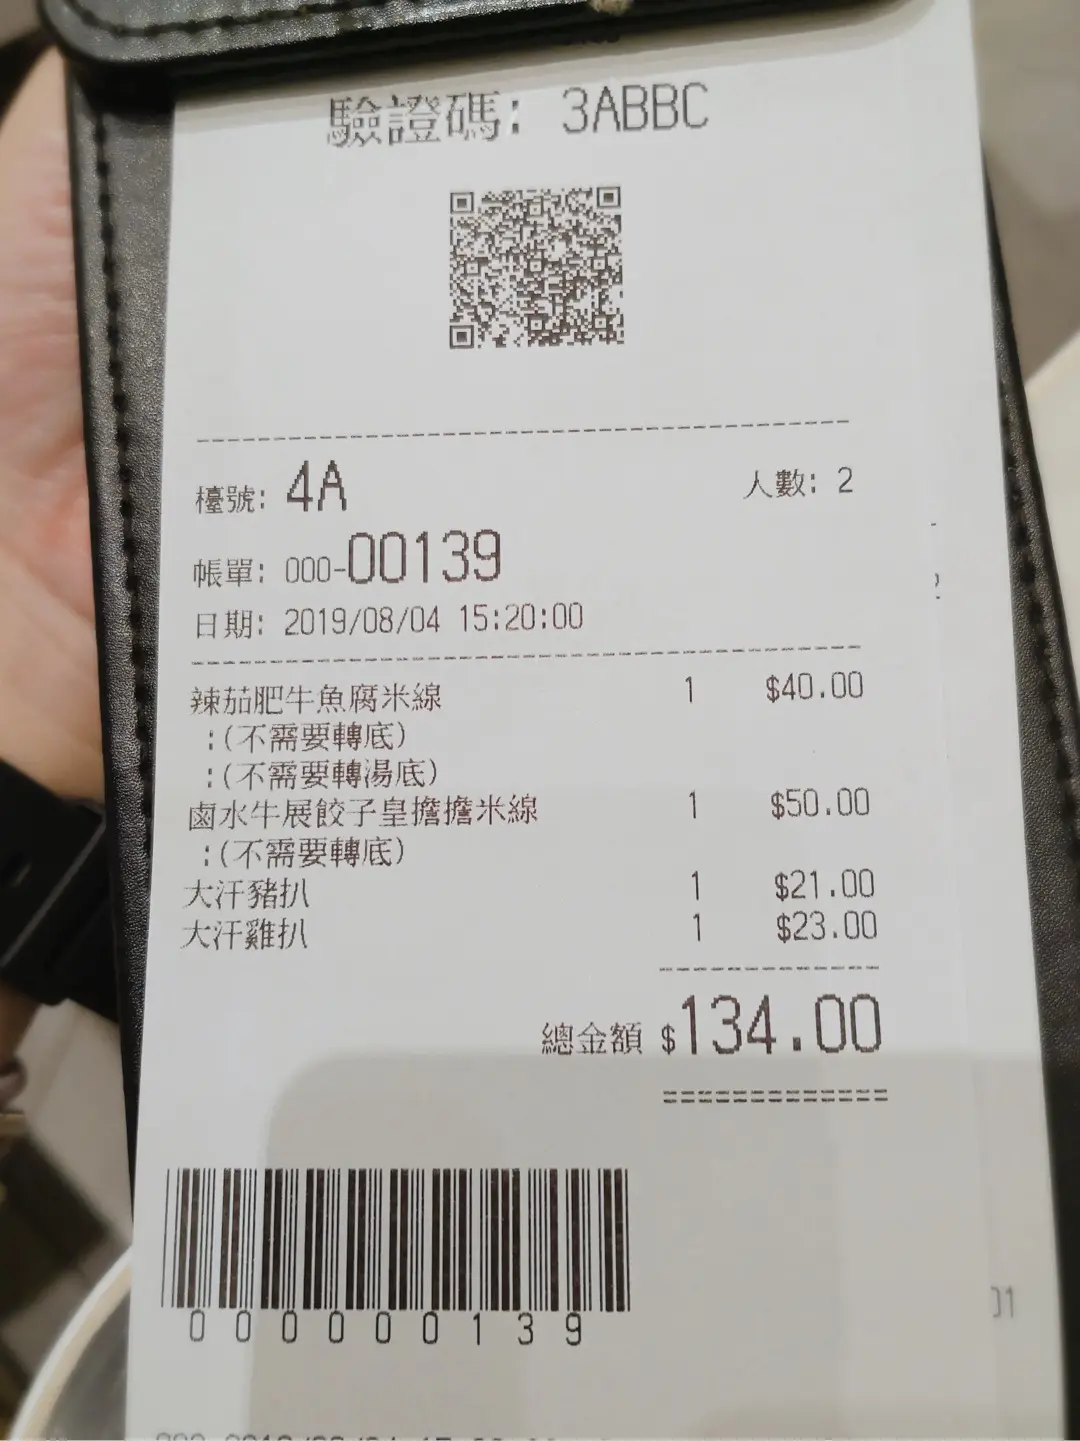 驗證碼: 3ABBC
檯號: 4A 人數: 2
帳單: 000-00139
日期: 2019/08/04 15:20:00
辣茄肥牛魚腐米線 1 $40.00
:(不需要轉底)
:(不需要轉湯底)
鹵水牛展餃子皇擔擔米線 1 $50.00
:(不需要轉底)
大汗豬扒 1 $21.00
大汗雞扒 1 $23.00
總金額 $134.00
=============
000000139
01